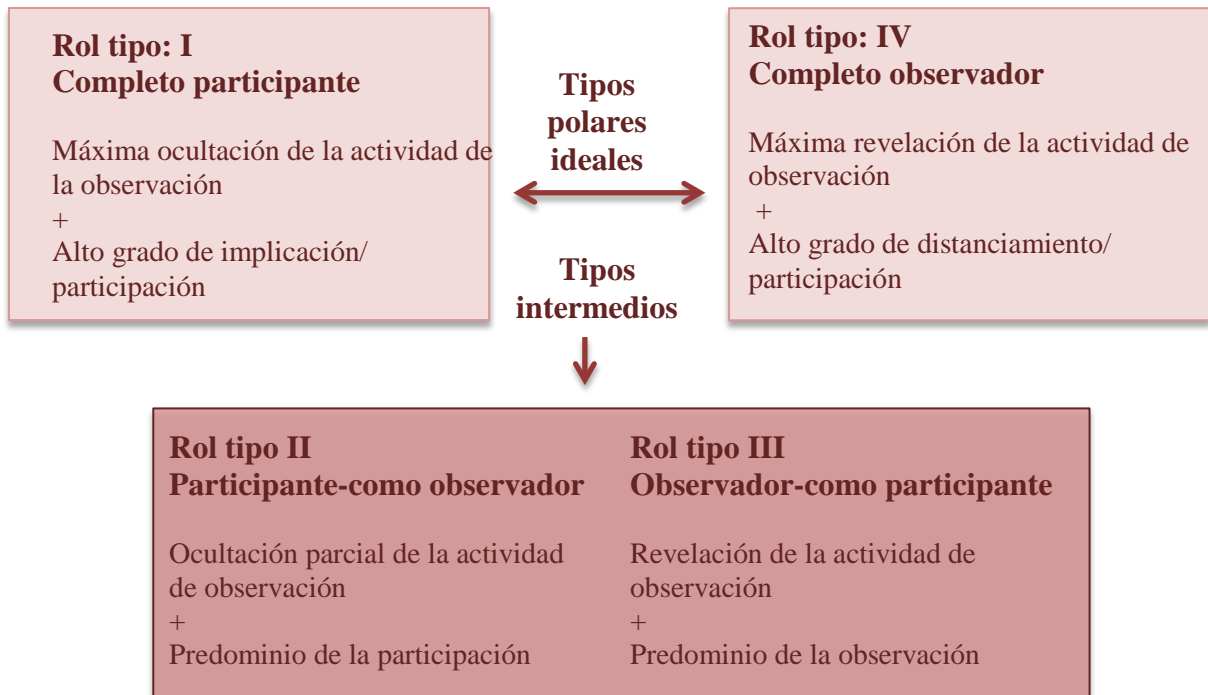 Rol tipo: I
Completo participante
Máxima ocultación de la actividad de
la observación
+
Alto grado de implicación/
participación
Tipos
polares
ideales
Tipos
intermedios
Rol tipo: IV
Completo observador
Máxima revelación de la actividad de
observación
+
Alto grado de distanciamiento/
participación
Rol tipo II
Participante-como observador
Ocultación parcial de la actividad
de observación
+
Predominio de la participación
Rol tipo III
Observador-como participante
Revelación de la actividad de
observación
+
Predominio de la observación